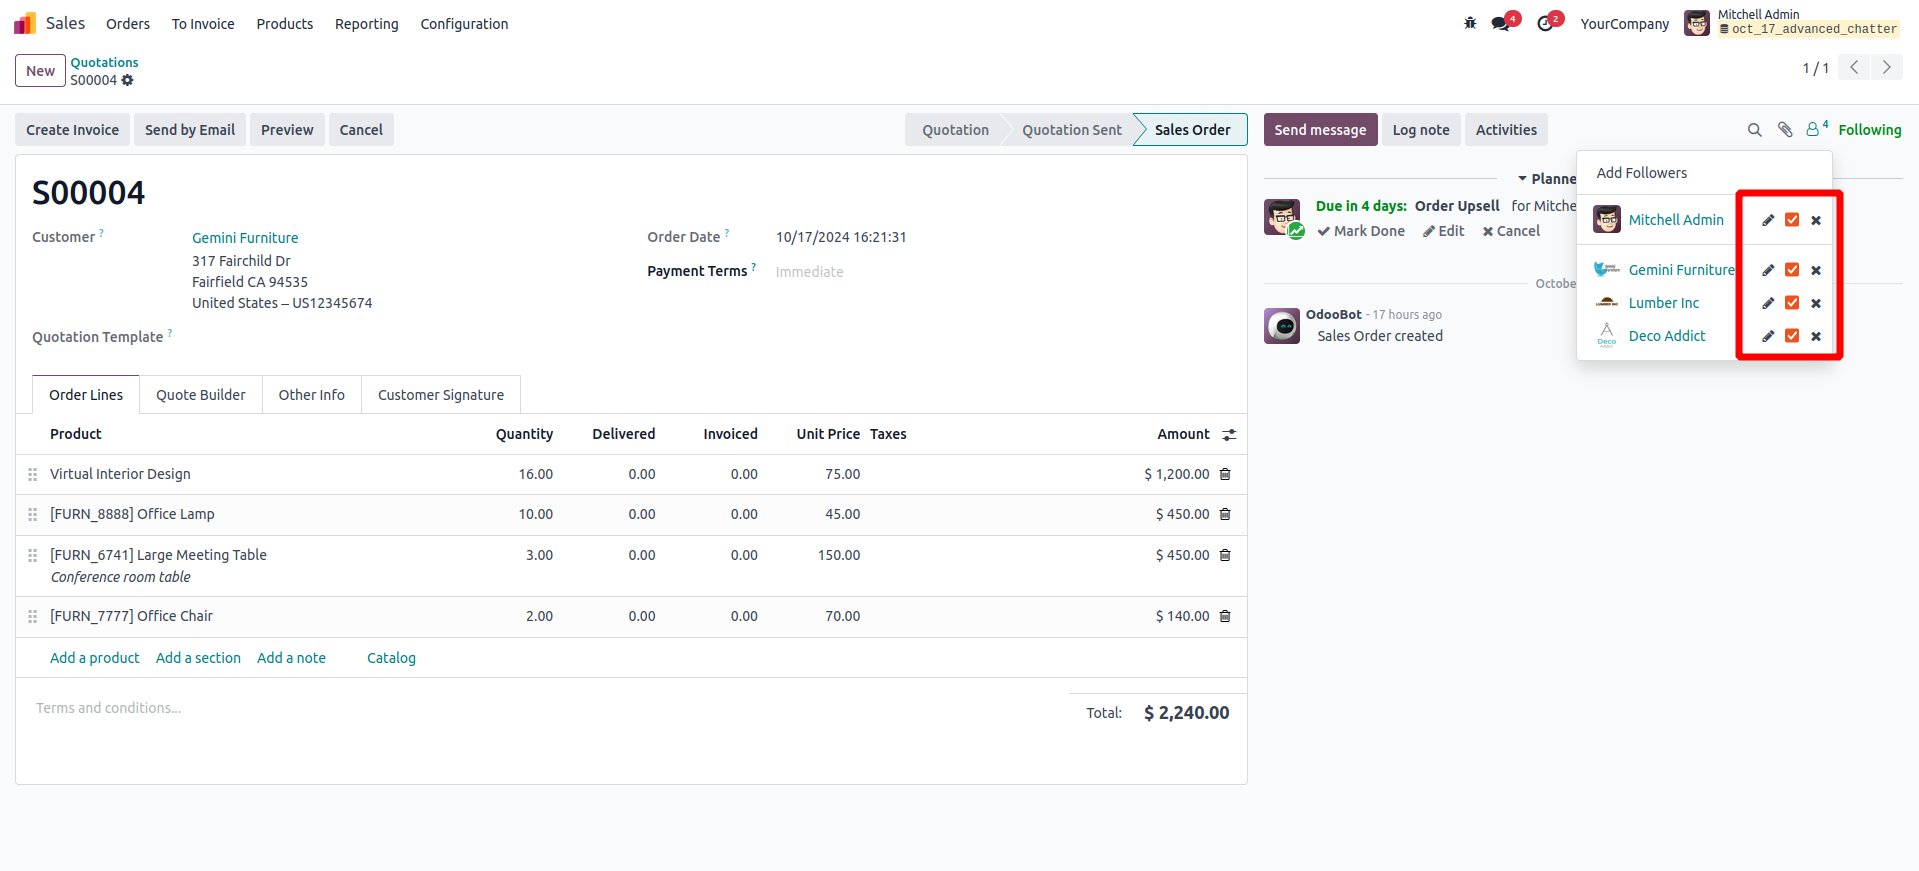 Sales Orders To Invoice Products Reporting Configuration 4 2 YourCompany Mitchell Admin
oct_17_advanced_chatter
New Quotations
S00004
1 / 1
Create Invoice Send by Email Preview Cancel Quotation Quotation Sent Sales Order Send message Log note Activities 4 Following
Add Followers
Mitchell Admin
Gemini Furniture
Lumber Inc
Deco Addict
Planne
Due in 4 days: Order Upsell for Mitche
Mark Done Edit Cancel
Octobe
OdooBot - 17 hours ago
Sales Order created
S00004
Customer ? Gemini Furniture
317 Fairchild Dr
Fairfield CA 94535
United States – US12345674
Quotation Template ?
Order Date ? 10/17/2024 16:21:31
Payment Terms ? Immediate
Order Lines Quote Builder Other Info Customer Signature
Product Quantity Delivered Invoiced Unit Price Taxes Amount
Virtual Interior Design 16.00 0.00 0.00 75.00 $ 1,200.00
[FURN_8888] Office Lamp 10.00 0.00 0.00 45.00 $ 450.00
[FURN_6741] Large Meeting Table 3.00 0.00 0.00 150.00 $ 450.00
Conference room table
[FURN_7777] Office Chair 2.00 0.00 0.00 70.00 $ 140.00
Add a product Add a section Add a note Catalog
Terms and conditions...
Total: $ 2,240.00